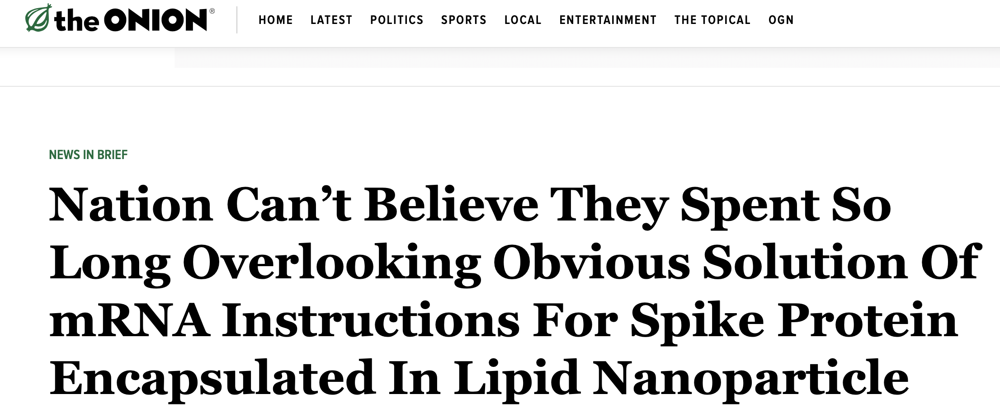 the ONION®
HOME LATEST POLITICS SPORTS LOCAL ENTERTAINMENT THE TOPICAL OGN
NEWS IN BRIEF
Nation Can’t Believe They Spent So
Long Overlooking Obvious Solution Of
mRNA Instructions For Spike Protein
Encapsulated In Lipid Nanoparticle